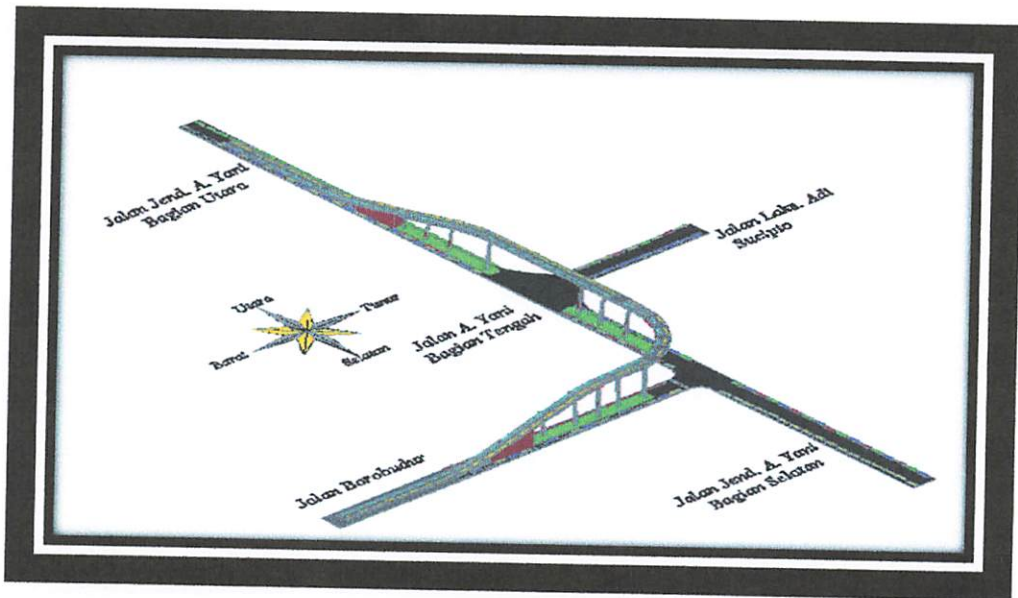 Jalan Jend. A. Yani
Bagian Utara
Jalan Laks. Adi
Sucipto
Utara
Timur
Barat
Selatan
Jalan A. Yani
Bagian Tengah
Jalan Borobudur
Jalan Jend. A. Yani
Bagian Selatan